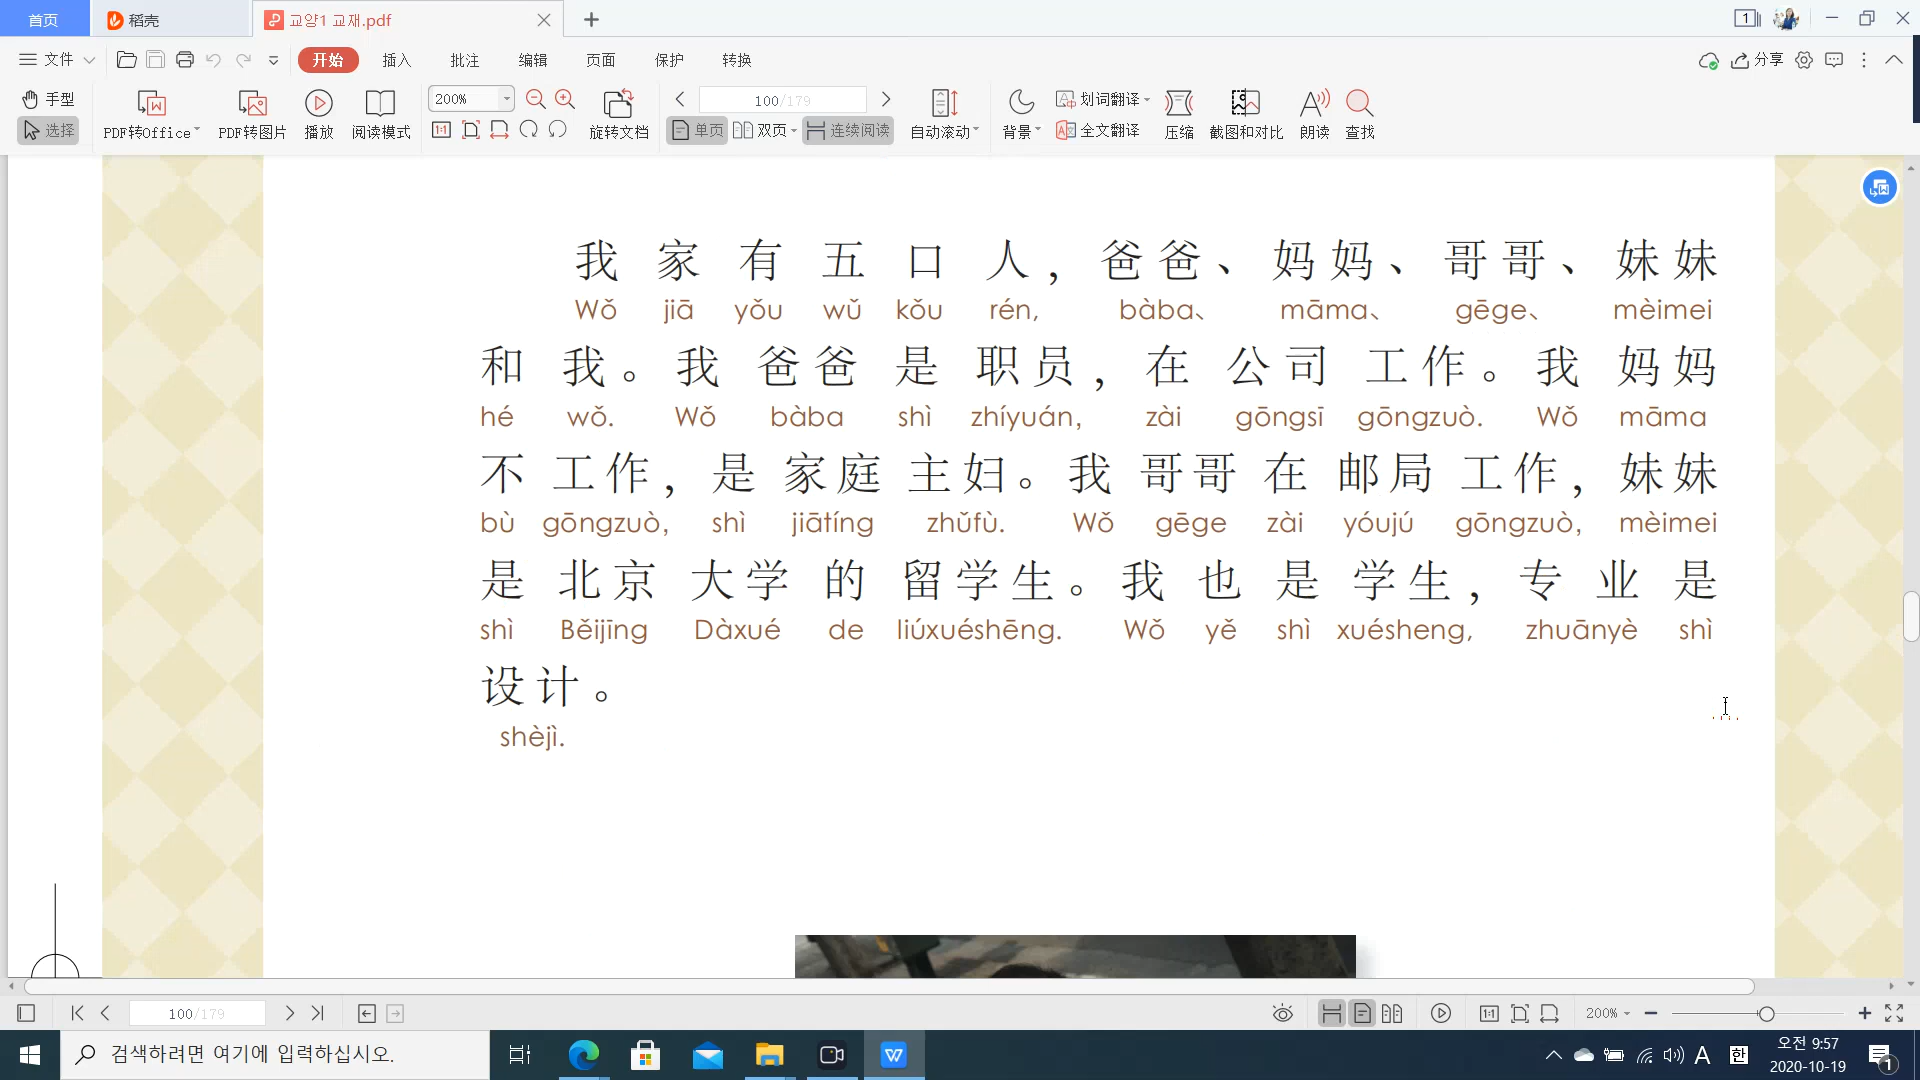 首页
稻壳
교양1 교재.pdf
1
文件
开始
插入
批注
编辑
页面
保护
转换
分享
手型
选择
PDF转Office
PDF转图片
播放
阅读模式
200%
1:1
旋转文档
100/179
单页
双页
连续阅读
自动滚动
背景
划词翻译
全文翻译
压缩
截图和对比
朗读
查找
我家有五口人，爸爸、妈妈、哥哥、妹妹
Wǒ jiā yǒu wǔ kǒu rén, bàba、 māma、 gēge、 mèimei
和我。我爸爸是职员，在公司工作。我妈妈
hé wǒ. Wǒ bàba shì zhíyuán, zài gōngsī gōngzuò. Wǒ māma
不工作，是家庭主妇。我哥哥在邮局工作，妹妹
bù gōngzuò, shì jiātíng zhǔfù. Wǒ gēge zài yóujú gōngzuò, mèimei
是北京大学的留学生。我也是学生，专业是
shì Běijīng Dàxué de liúxuéshēng. Wǒ yě shì xuésheng, zhuānyè shì
设计。
shèjì.
100/179
1:1
200%
검색하려면 여기에 입력하십시오.
A
한
오전 9:57
2020-10-19
1